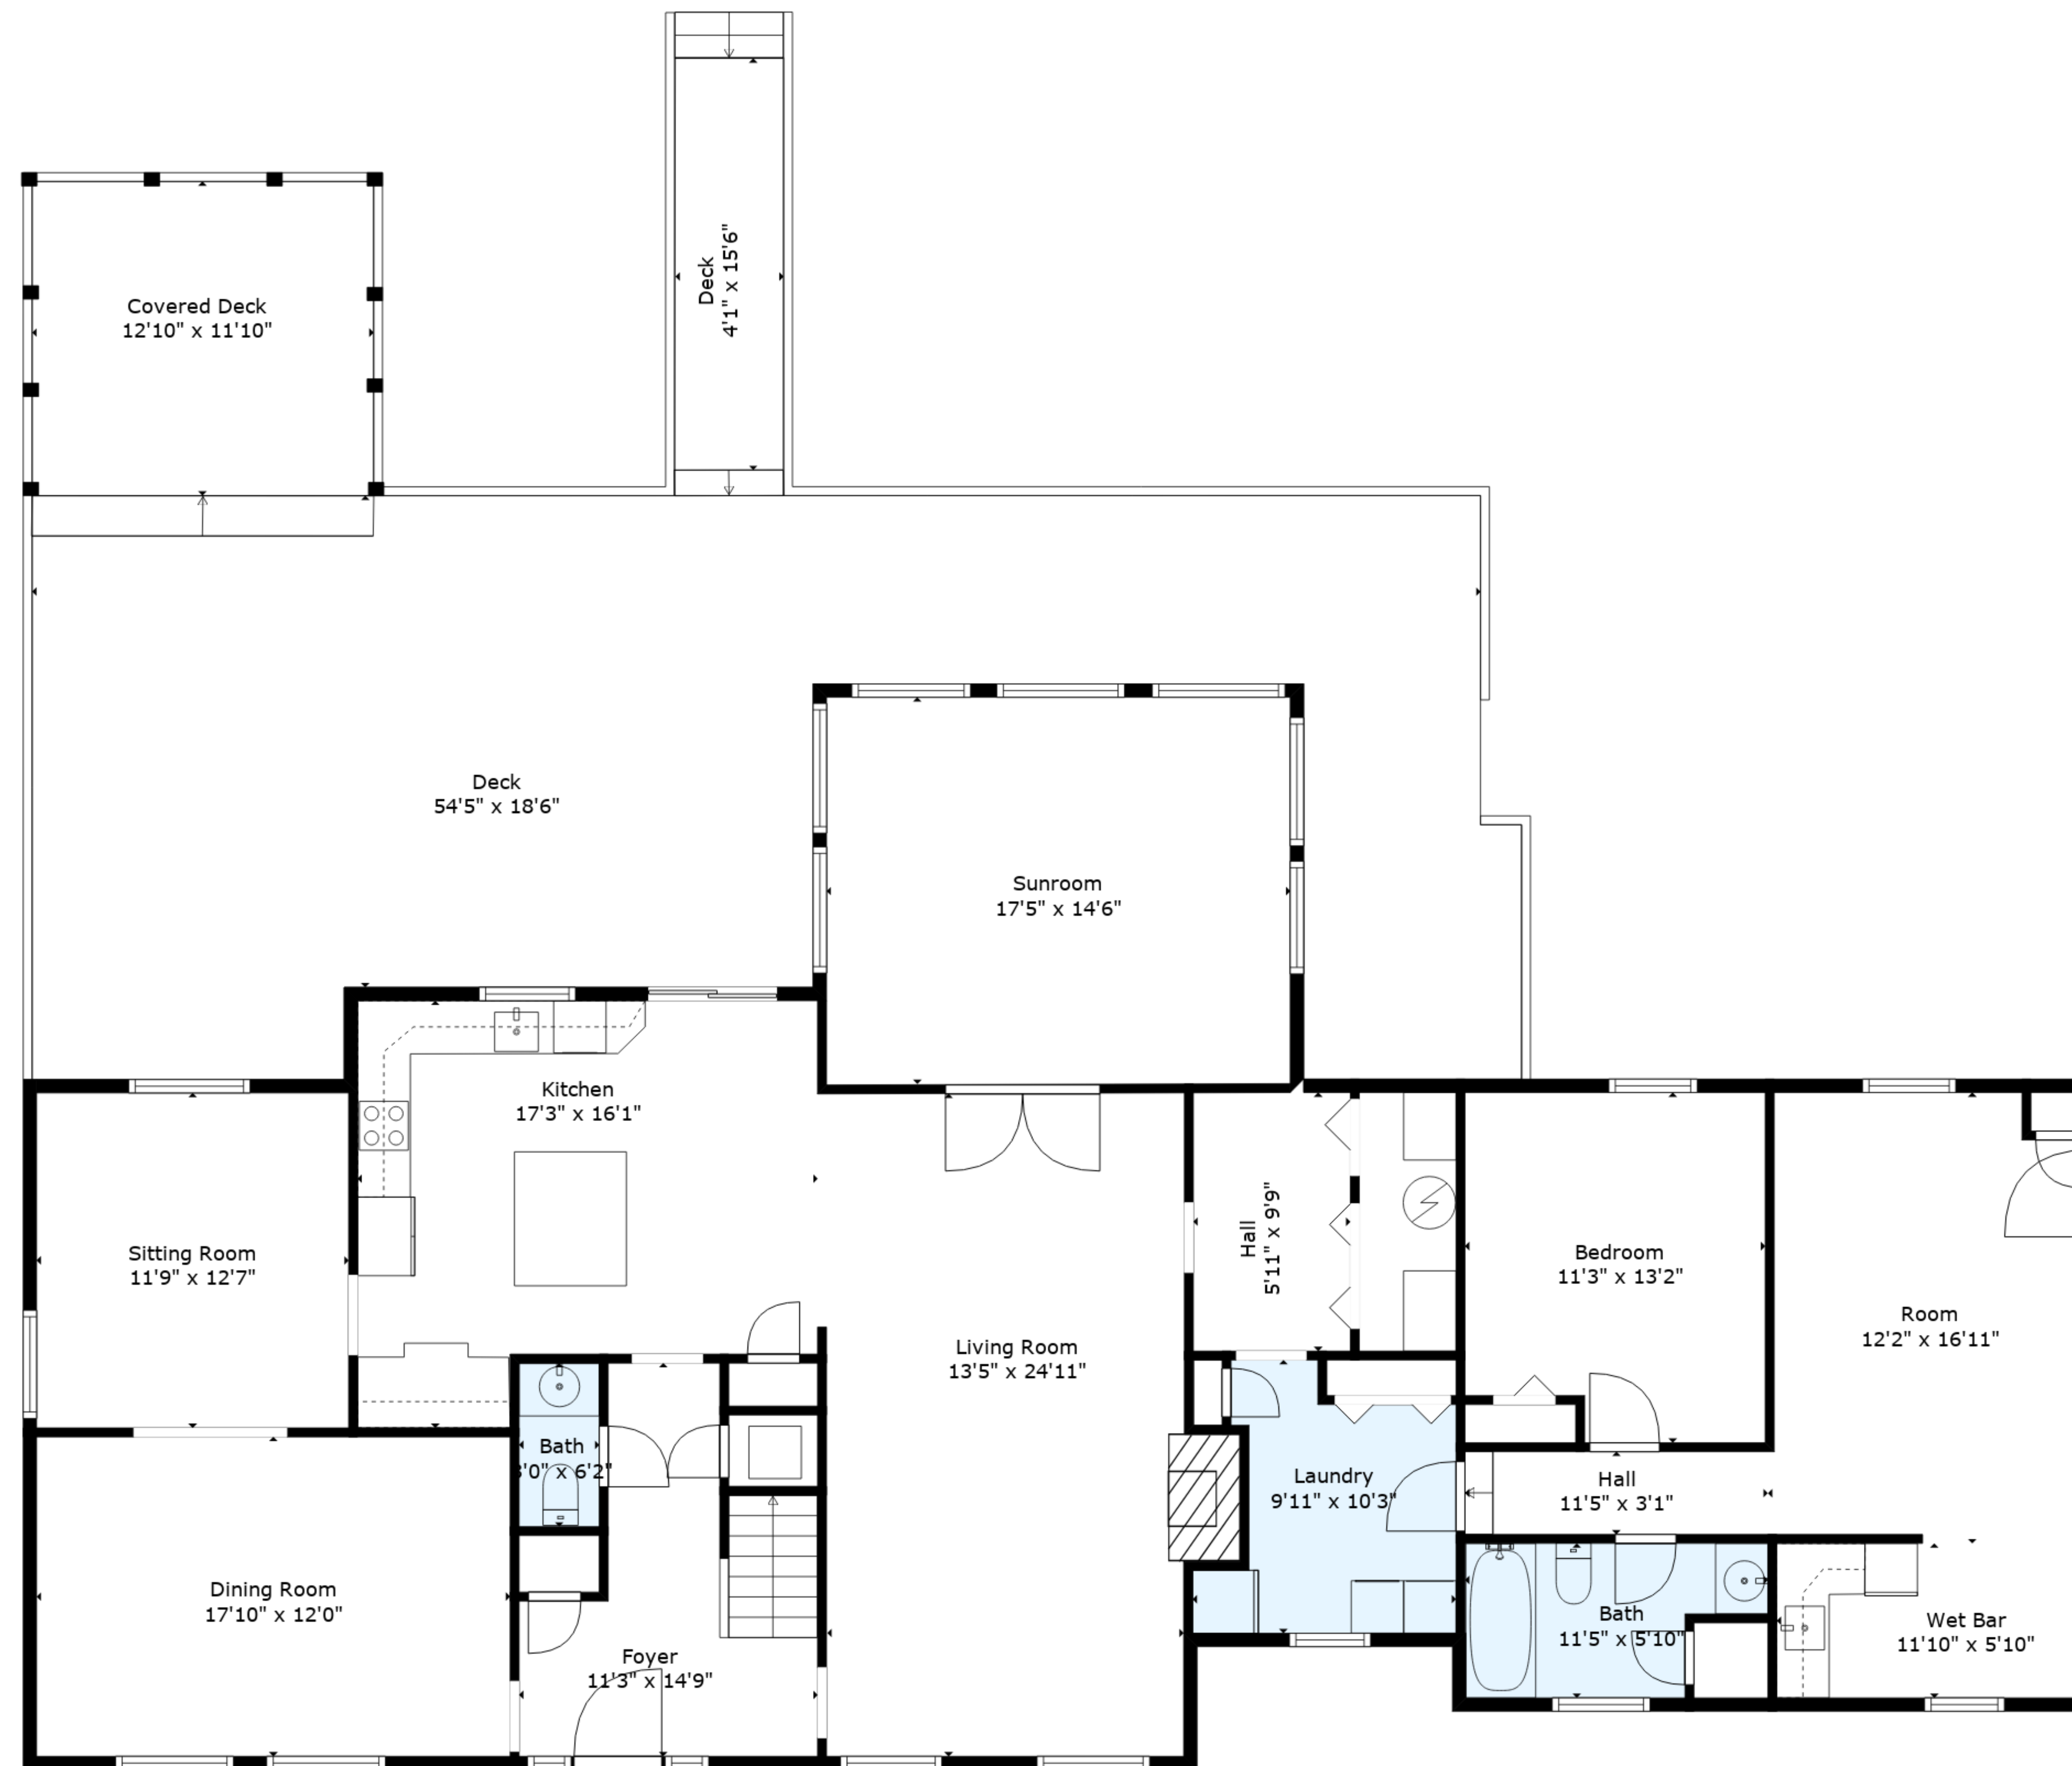 Deck
4'1" x 15'6"
Covered Deck
12'10" x 11'10"
Deck
54'5" x 18'6"
Sunroom
17'5" x 14'6"
Kitchen
17'3" x 16'1"
Sitting Room
11'9" x 12'7"
Hall
5'11" x 9'9"
Bedroom
11'3" x 13'2"
Room
12'2" x 16'11"
Living Room
13'5" x 24'11"
Bath
3'0" x 6'2"
Laundry
9'11" x 10'3"
Hall
11'5" x 3'1"
Dining Room
17'10" x 12'0"
Foyer
11'3" x 14'9"
Bath
11'5" x 5'10"
Wet Bar
11'10" x 5'10"